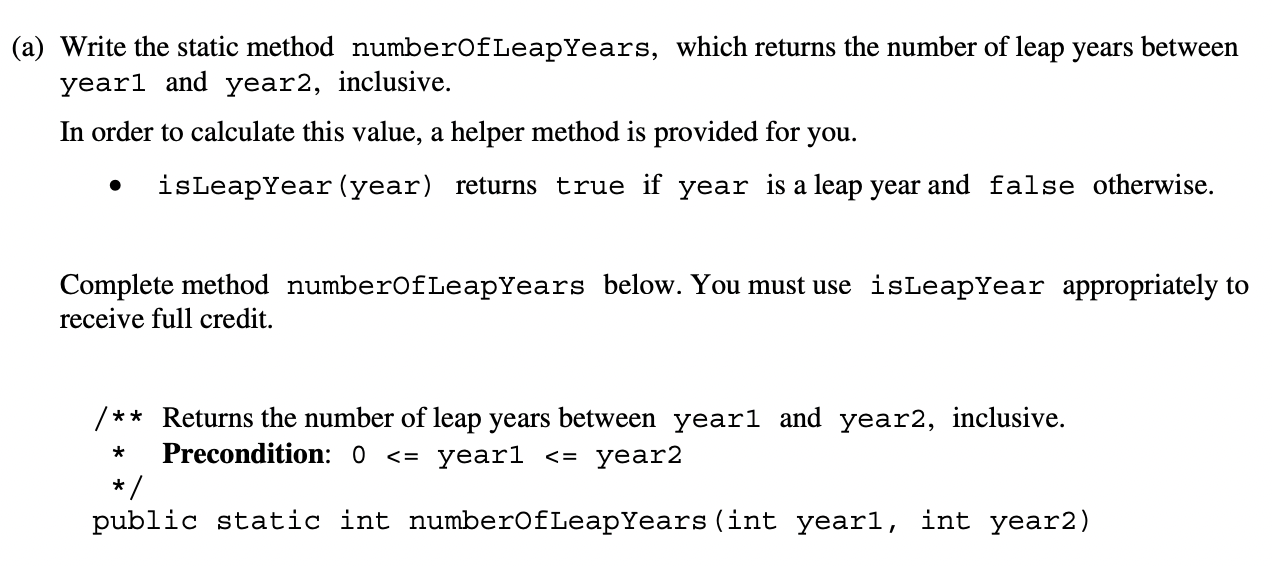 (a) Write the static method numberOfLeapYears, which returns the number of leap years between
year1 and year2, inclusive.
In order to calculate this value, a helper method is provided for you.
• isLeapYear(year) returns true if year is a leap year and false otherwise.
Complete method numberOfLeapYears below. You must use isLeapYear appropriately to
receive full credit.
/** Returns the number of leap years between year1 and year2, inclusive.
* Precondition: 0 <= year1 <= year2
*/
public static int numberOfLeapYears(int year1, int year2)